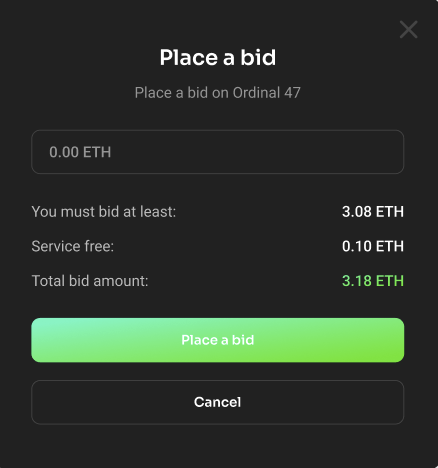 Place a bid
Place a bid on Ordinal 47
0.00 ETH
You must bid at least: 3.08 ETH
Service free: 0.10 ETH
Total bid amount: 3.18 ETH
Place a bid
Cancel